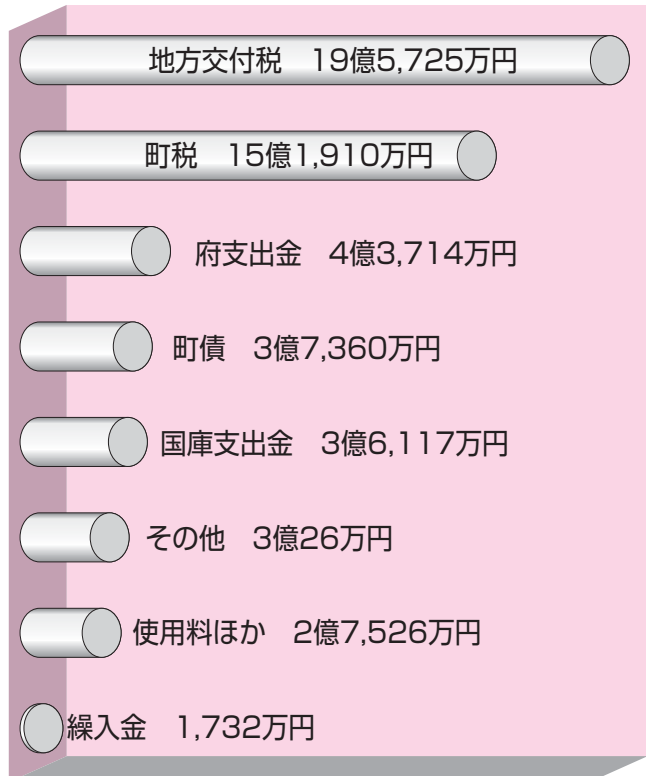 地方交付税　19億5,725万円
町税　15億1,910万円
府支出金　4億3,714万円
町債　3億7,360万円
国庫支出金　3億6,117万円
その他　3億26万円
使用料ほか　2億7,526万円
繰入金　1,732万円